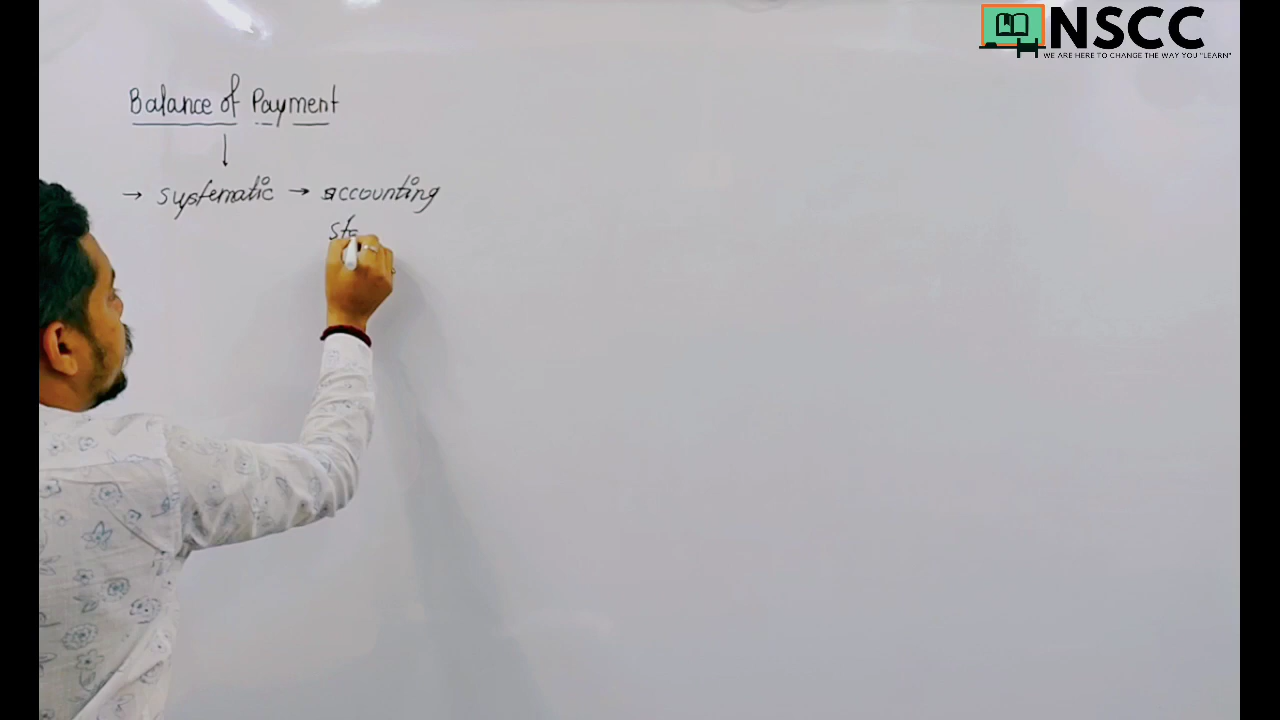 NSCC
WE ARE HERE TO CHANGE THE WAY YOU "LEARN"
Balance of Payment
→ systematic → accounting